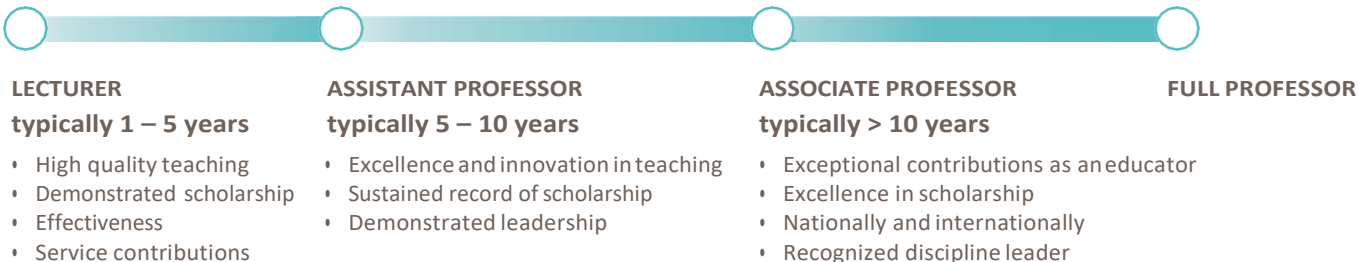 LECTURER
typically 1 – 5 years
• High quality teaching
• Demonstrated scholarship
• Effectiveness
• Service contributions
ASSISTANT PROFESSOR
typically 5 – 10 years
• Excellence and innovation in teaching
• Sustained record of scholarship
• Demonstrated leadership
ASSOCIATE PROFESSOR
typically > 10 years
• Exceptional contributions as an educator
• Excellence in scholarship
• Nationally and internationally
• Recognized discipline leader
FULL PROFESSOR